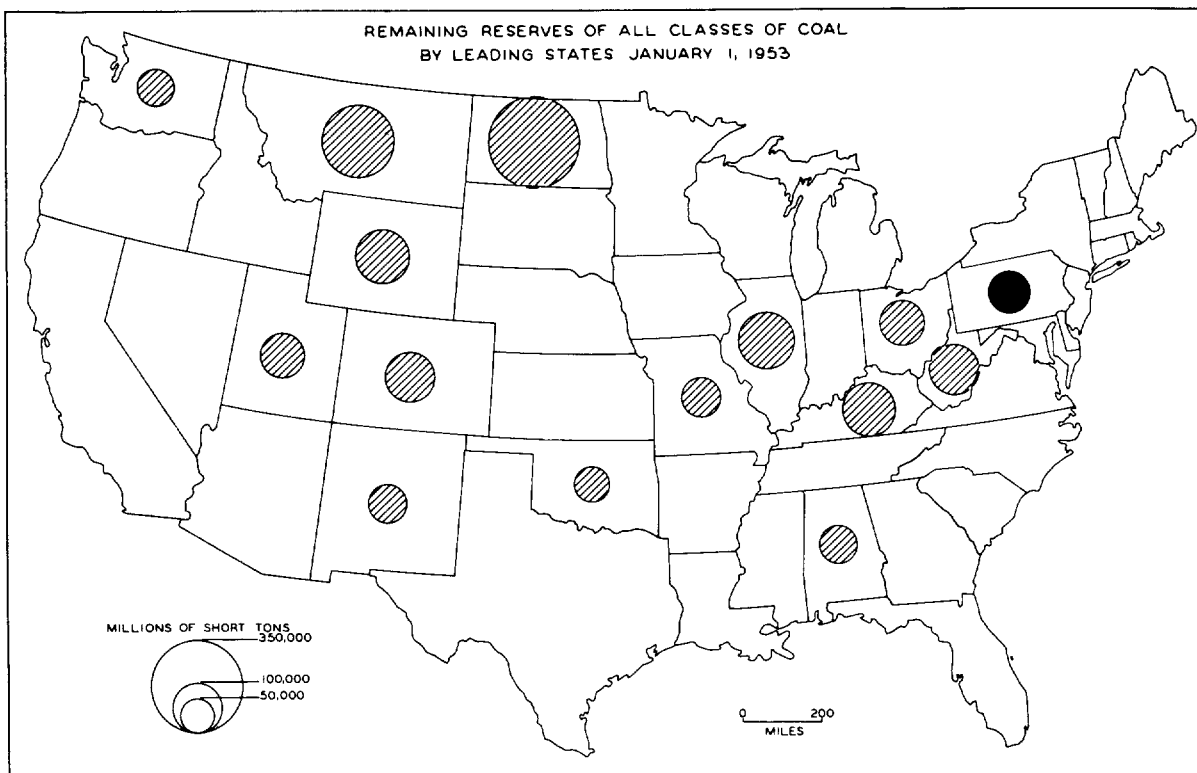 REMAINING RESERVES OF ALL CLASSES OF COAL
BY LEADING STATES JANUARY 1, 1953
MILLIONS OF SHORT TONS
350,000
100,000
50,000
0 200
MILES